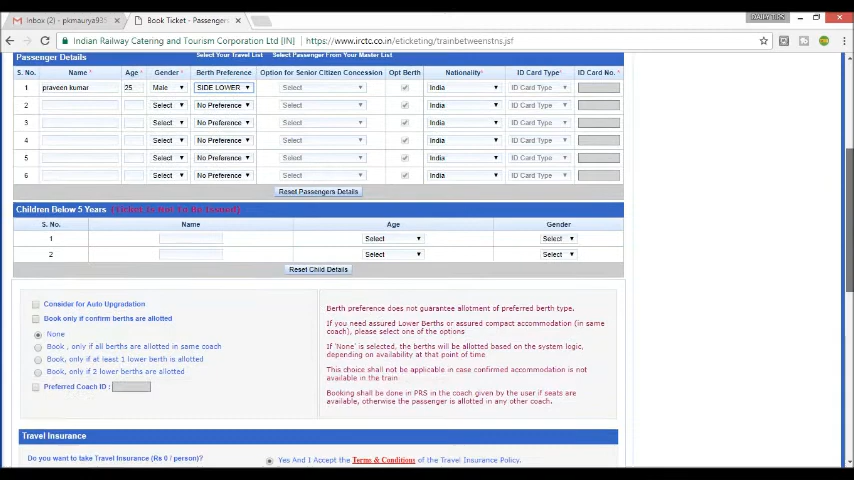 Inbox (2) - pkmaurya935
Book Ticket - Passengers
Indian Railway Catering and Tourism Corporation Ltd [IN]
https://www.irctc.co.in/eticketing/trainbetweenstns.jsf
Passenger Details
Select Your Travel List
Select Passenger From Your Master List
S. No. Name * Age * Gender * Berth Preference Option for Senior Citizen Concession Opt Berth Nationality* ID Card Type* ID Card No. *
1 praveen kumar 25 Male SIDE LOWER Select India ID Card Type
2 Select No Preference Select India ID Card Type
3 Select No Preference Select India ID Card Type
4 Select No Preference Select India ID Card Type
5 Select No Preference Select India ID Card Type
6 Select No Preference Select India ID Card Type
Reset Passengers Details
Children Below 5 Years (Ticket Is Not To Be Issued)
S. No. Name Age Gender
1 Select Select
2 Select Select
Reset Child Details
Consider for Auto Upgradation
Book only if confirm berths are allotted
None
Book , only if all berths are allotted in same coach
Book, only if at least 1 lower berth is allotted
Book, only if 2 lower berths are allotted
Preferred Coach ID :
Berth preference does not guarantee allotment of preferred berth type.
If you need assured Lower Berths or assured compact accommodation (in same
coach), please select one of the options
If 'None' is selected, the berths will be allotted based on the system logic,
depending on availability at that point of time
This choice shall not be applicable in case confirmed accommodation is not
available in the train
Booking shall be done in PRS in the coach given by the user if seats are
available, otherwise the passenger is allotted in any other coach.
Travel Insurance
Do you want to take Travel Insurance (Rs 0 / person)?
Yes And I Accept the Terms & Conditions of the Travel Insurance Policy.